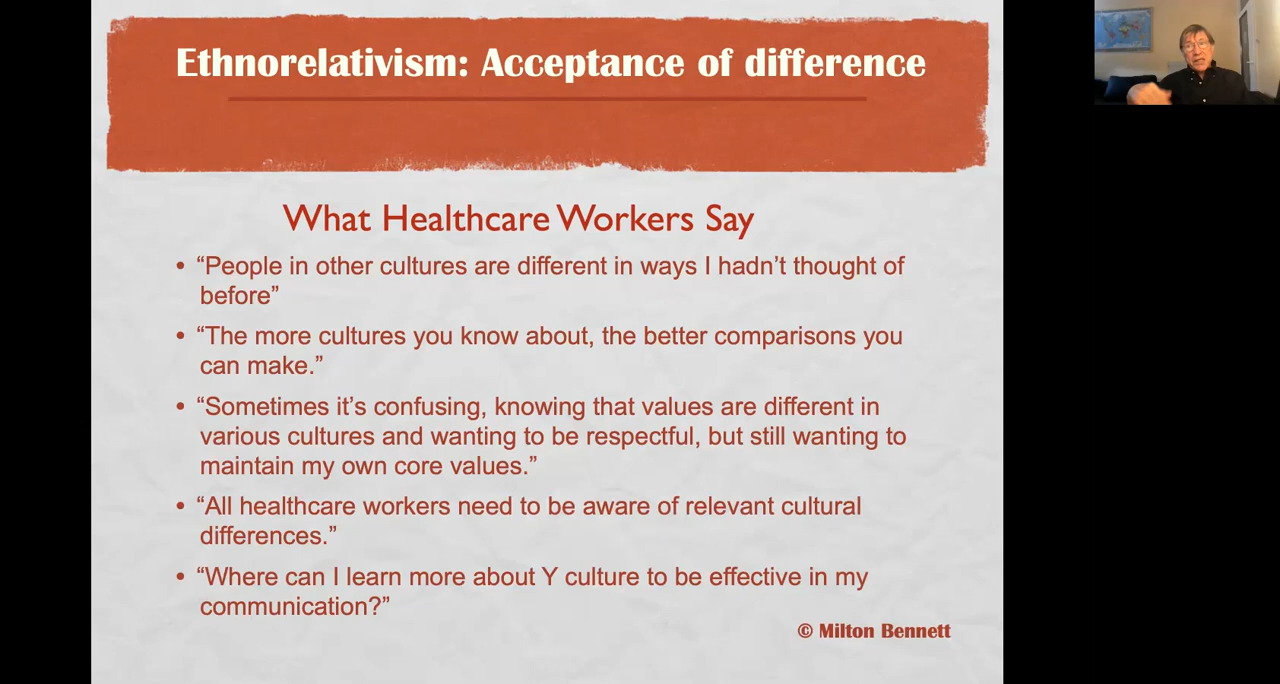 Ethnorelativism: Acceptance of difference
What Healthcare Workers Say
• “People in other cultures are different in ways I hadn’t thought of
before”
• “The more cultures you know about, the better comparisons you
can make.”
• “Sometimes it’s confusing, knowing that values are different in
various cultures and wanting to be respectful, but still wanting to
maintain my own core values.”
• “All healthcare workers need to be aware of relevant cultural
differences.”
• “Where can I learn more about Y culture to be effective in my
communication?”
© Milton Bennett